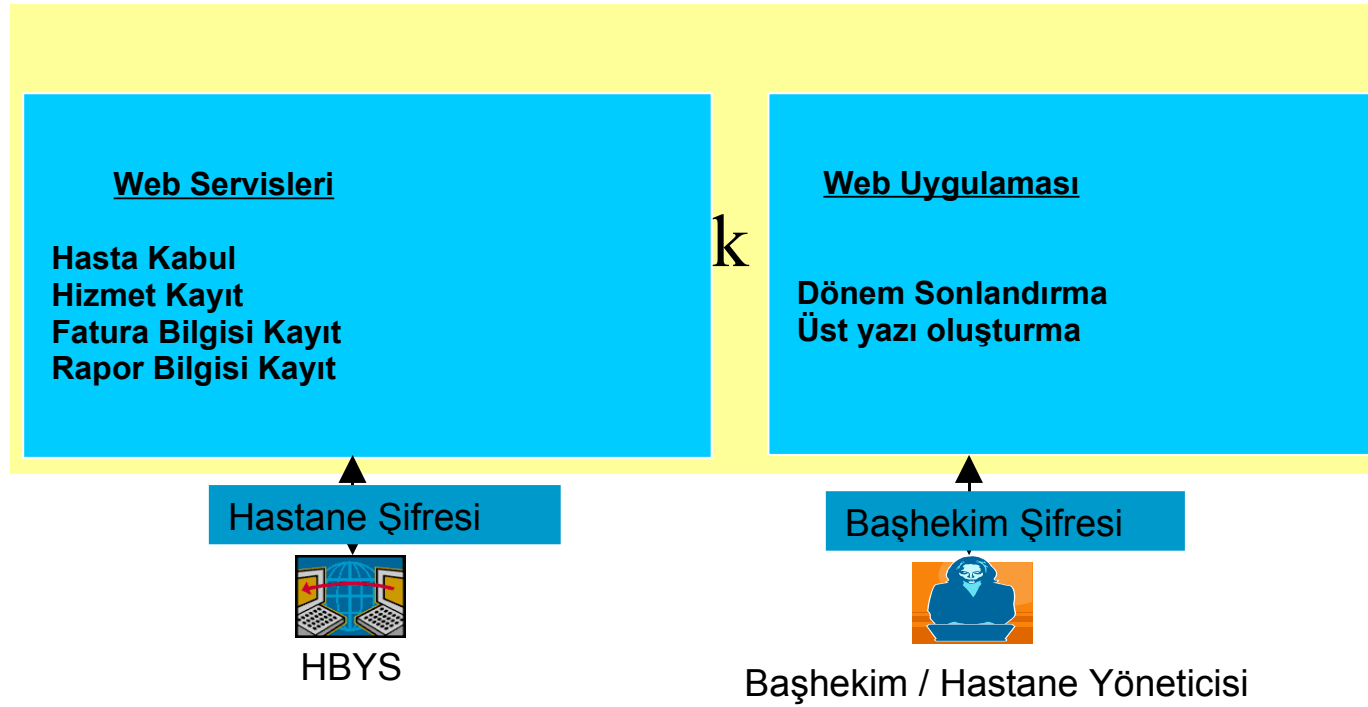 Web Servisleri
Hasta Kabul
Hizmet Kayıt
Fatura Bilgisi Kayıt
Rapor Bilgisi Kayıt
k
Web Uygulaması
Dönem Sonlandırma
Üst yazı oluşturma
Hastane Şifresi
HBYS
Başhekim Şifresi
Başhekim / Hastane Yöneticisi